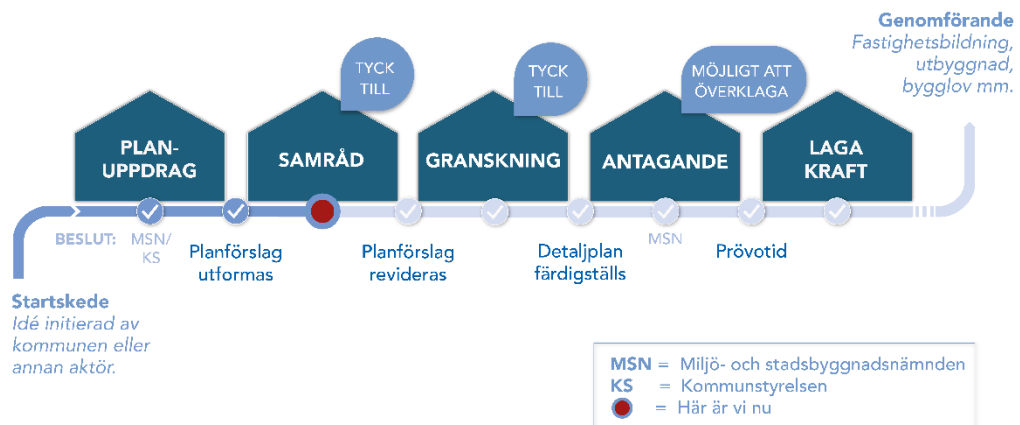 Genomförande
Fastighetsbildning,
utbyggnad,
bygglov mm.
TYCK
TILL
TYCK
TILL
MÖJLIGT ATT
ÖVERKLAGA
PLAN-
UPPDRAG
SAMRÅD
GRANSKNING
ANTAGANDE
LAGA
KRAFT
BESLUT:
MSN/
KS
Planförslag
utformas
Planförslag
revideras
Detaljplan
färdigställs
MSN
Prövotid
Startskede
Idé initierad av
kommunen eller
annan aktör.
MSN = Miljö- och stadsbyggnadsnämnden
KS = Kommunstyrelsen
= Här är vi nu